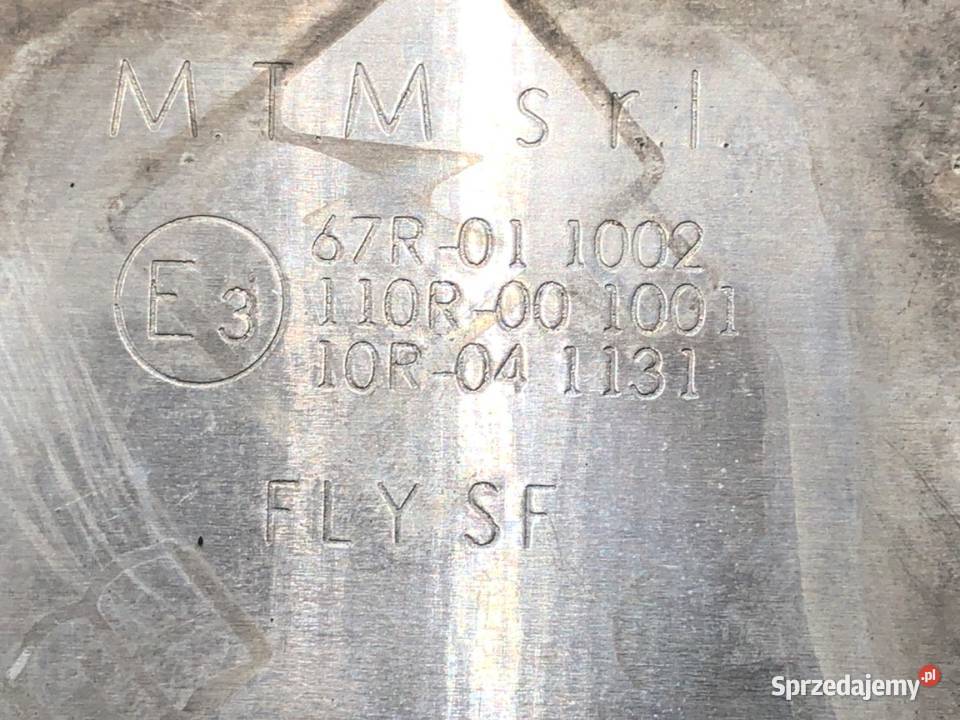 M.T.M s.r.l.
E3
67R-01 1002
110R-00 1001
10R-04 1131
FLY SF
Sprzedajemy.pl